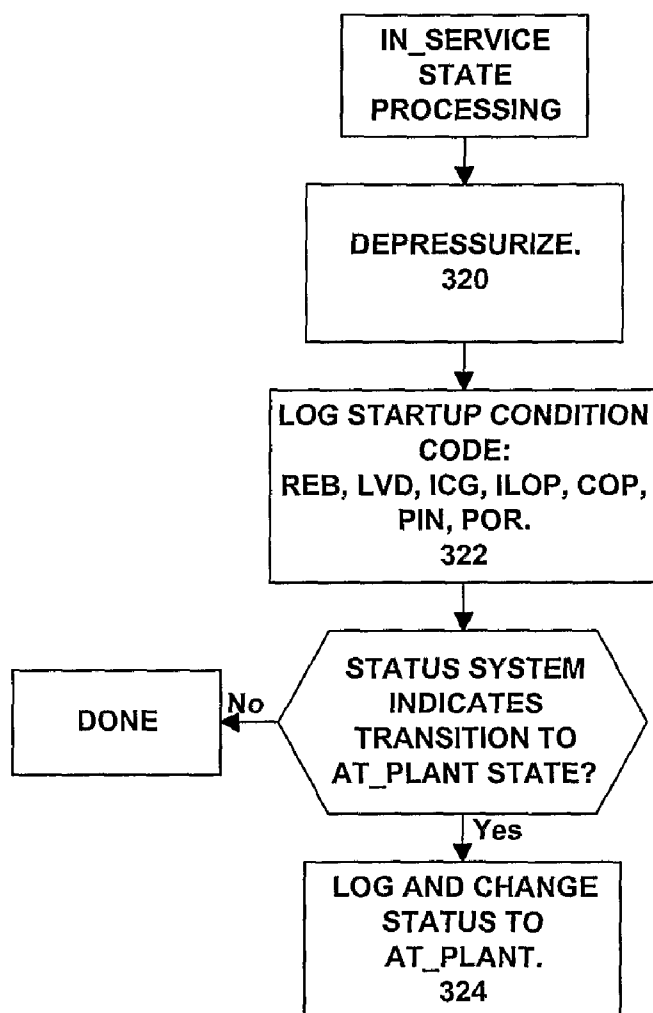 IN_SERVICE
STATE
PROCESSING
DEPRESSURIZE.
320
LOG STARTUP CONDITION
CODE:
REB, LVD, ICG, ILOP, COP,
PIN, POR.
322
STATUS SYSTEM
INDICATES
TRANSITION TO
AT_PLANT STATE?
No
DONE
Yes
LOG AND CHANGE
STATUS TO
AT_PLANT.
324